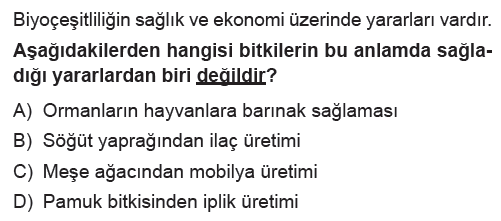 Biyoçeşitliliğin sağlık ve ekonomi üzerinde yararları vardır.
Aşağıdakilerden hangisi bitkilerin bu anlamda sağla-
dığı yararlardan biri değildir?
A) Ormanların hayvanlara barınak sağlaması
B) Söğüt yaprağından ilaç üretimi
C) Meşe ağacından mobilya üretimi
D) Pamuk bitkisinden iplik üretimi